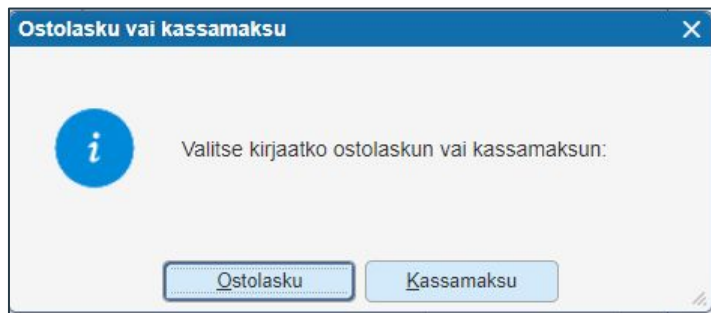 Ostolasku vai kassamaksu
Valitse kirjaatko ostolaskun vai kassamaksun:
Ostolasku Kassamaksu